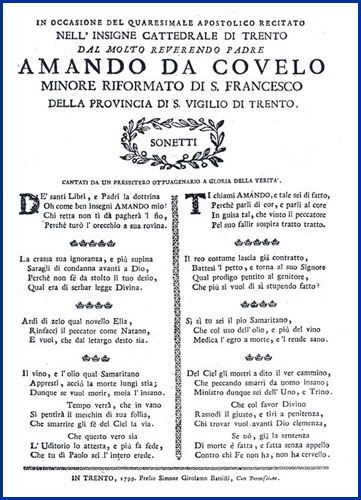 IN OCCASIONE DEL QUARESIMALE APOSTOLICO RECITATO
NELL' INSIGNE CATTEDRALE DI TRENTO
DAL MOLTO REVERENDO PADRE
AMANDO DA COVELO
MINORE RIFORMATO DI S. FRANCESCO
DELLA PROVINCIA DI S. VIGILIO DI TRENTO.
SONETTI
CANTATI DA UN PRESBITERO OTTUAGENARIO A GLORIA DELLA VERITA'.
DE' santi Libri, e Padri la dottrina
Oh come ben insegni AMANDO mio!
Chi retta non ti dà pagherà 'l fio,
Perchè turò l' orecchio a sua rovina.
La crassa sua ignoranza, e più supina
Saragli di condanna avanti a Dio,
Perchè non fè da stolto il tuo desio,
Qual era di serbar legge Divina.
Ardi di zelo qual novello Elia,
Rinfacci il peccator come Natano,
E vuoi, che dal letargo desto sia.
Il vino, e l' olio qual Samaritano
Appresti, acciò la morte lungi stia;
Dunque se vuol morir, moia l' insano.
Tempo verrà, che in vano
Si pentirà il meschin di sua follia,
Che smarrire gli fè del Ciel la via.
Che questo vero sia
L' Uditorio lo attesta, e più fa fede,
Che tu di Paolo sei l' intero erede.
TI chiami AMANDO, e tale sei di fatto,
Perchè parli di cor, e parli al core
In guisa tal, che vinto il peccatore
Pel suo fallir sospira tratto tratto.
Il reo costume lascia già contratto,
Battesi 'l petto, e torna al suo Signore
Qual prodigo pentito al genitore,
Che più si vuol di sì stupendo fatto?
Sì sì tu sei il pio Samaritano,
Che col uso dell' olio, e più del vino
Medica l' egro a morte, e 'l rende sano.
Del Ciel gli mostri a dito il ver cammino,
Che peccando smarrì da uomo insano;
Ministro dunque sei dell' Uno, e Trino.
Che col favor Divino
Rassodi il giusto, e tiri a penitenza,
Chi trovar vuol avanti Dio clemenza,
Se nò, già la sentenza
Di morte è fatta, e fatta senza appello
Contro chi Fe non ha, non ha cervello.
IN TRENTO, 1799. Presso Simone Girolamo Banidi, Con Permissione.